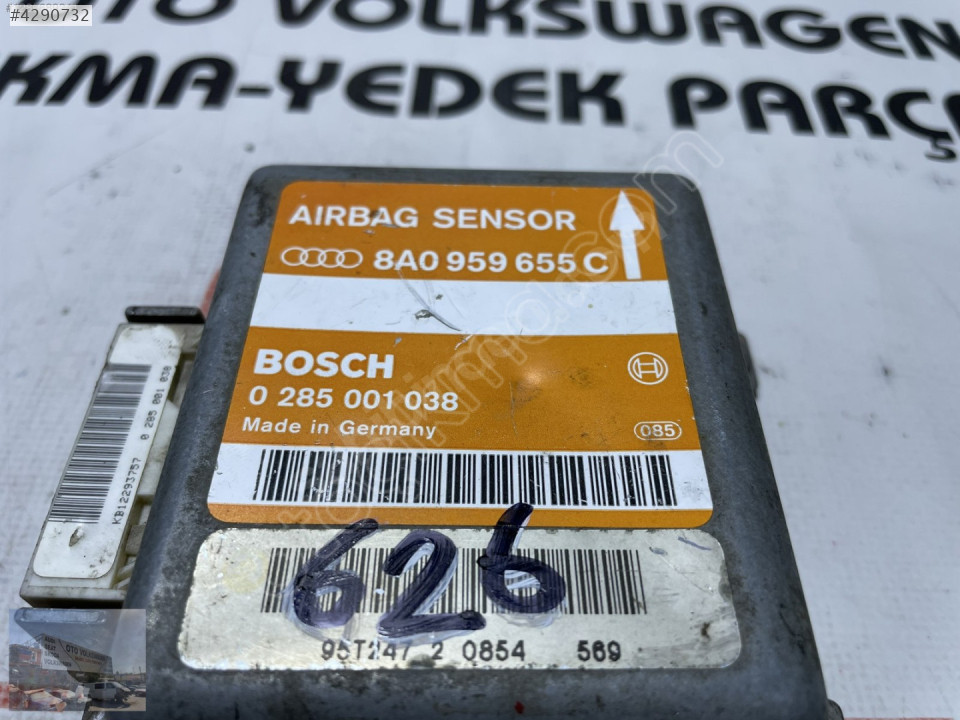 #4290732
OTO VOLKSWAGEN
KMA-YEDEK PARÇA
AIRBAG SENSOR
8A0 959 655 C
BOSCH
0 285 001 038
Made in Germany
085
KB12293757 0 285 001 038
626
95T247 2 0854 569